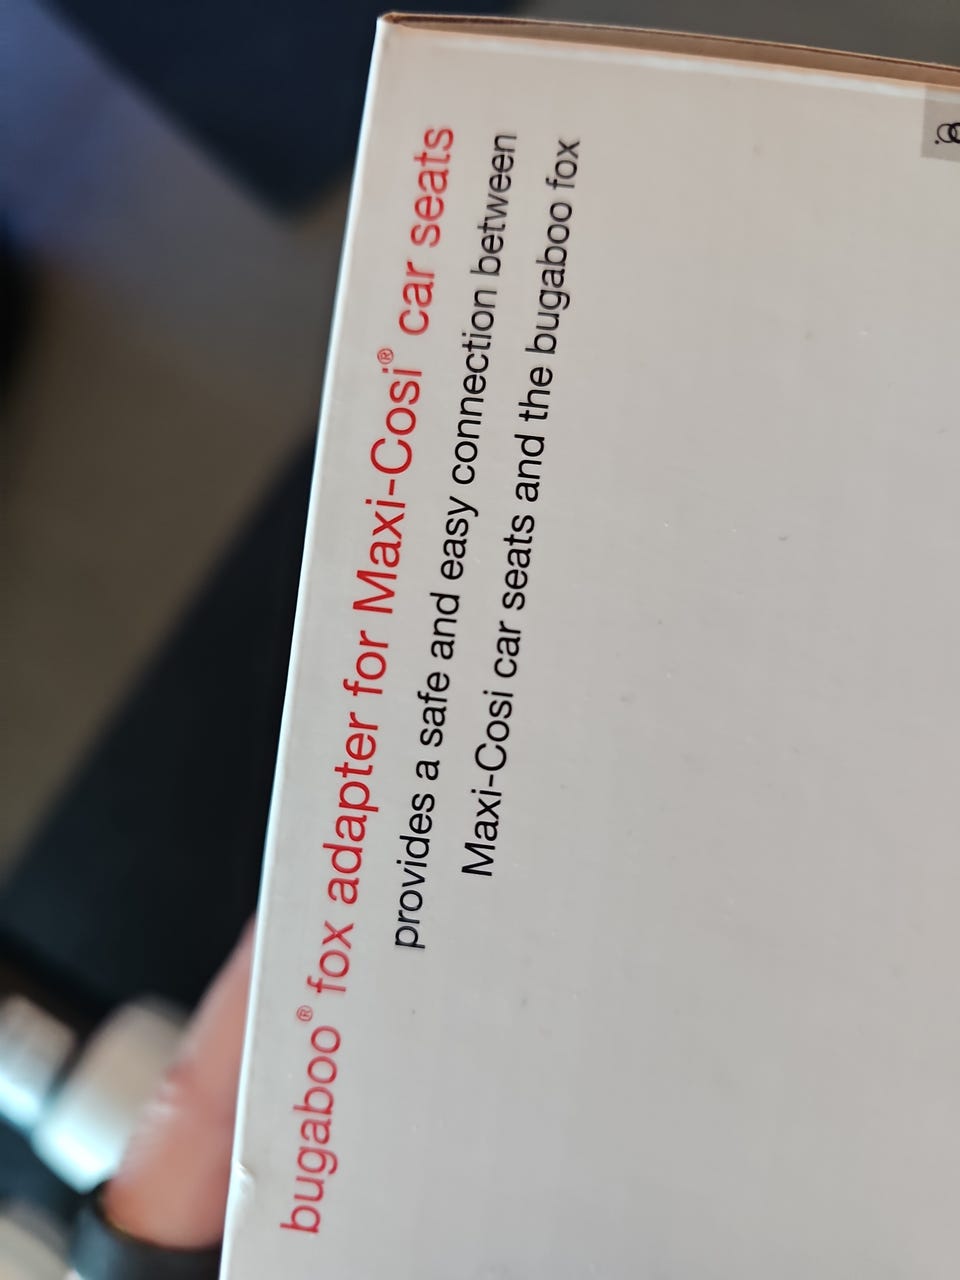 bugaboo® fox adapter for Maxi-Cosi® car seats
provides a safe and easy connection between
Maxi-Cosi car seats and the bugaboo fox